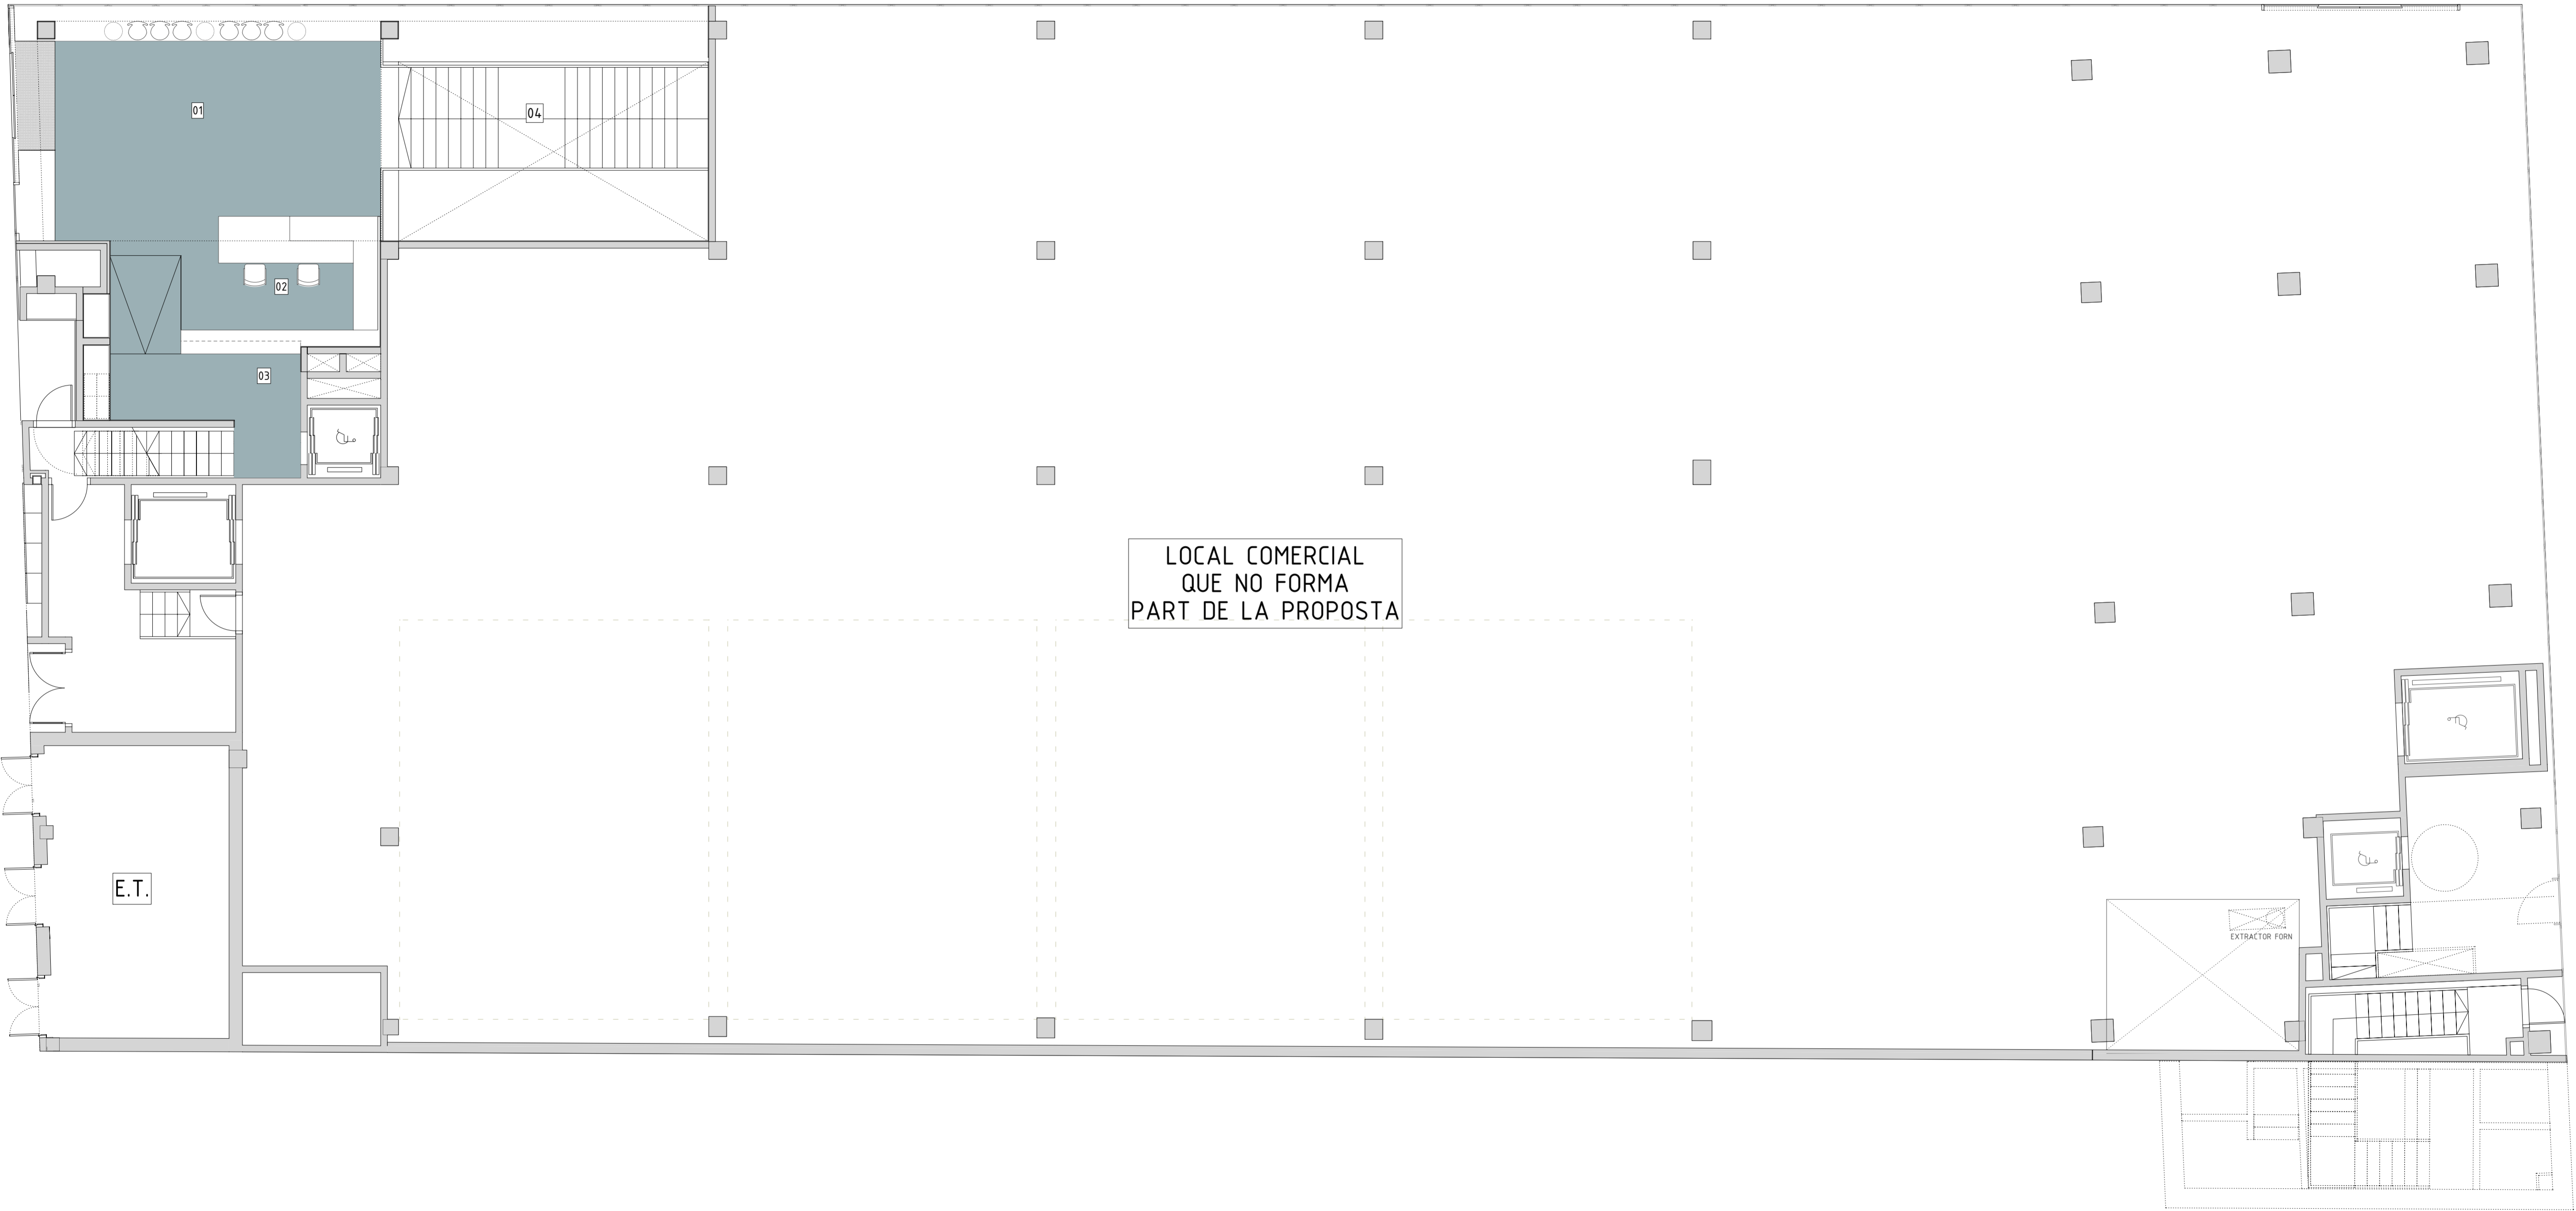 01
04
02
03
LOCAL COMERCIAL
QUE NO FORMA
PART DE LA PROPOSTA
E.T.
EXTRACTOR FORN